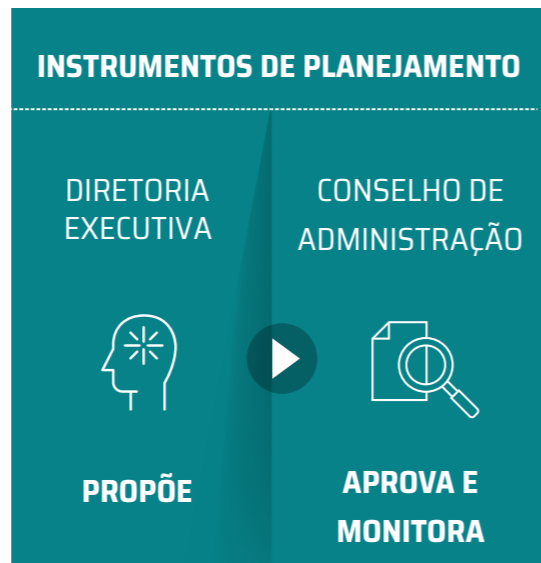 INSTRUMENTOS DE PLANEJAMENTO
DIRETORIA
EXECUTIVA
PROPÕE
CONSELHO DE
ADMINISTRAÇÃO
APROVA E
MONITORA